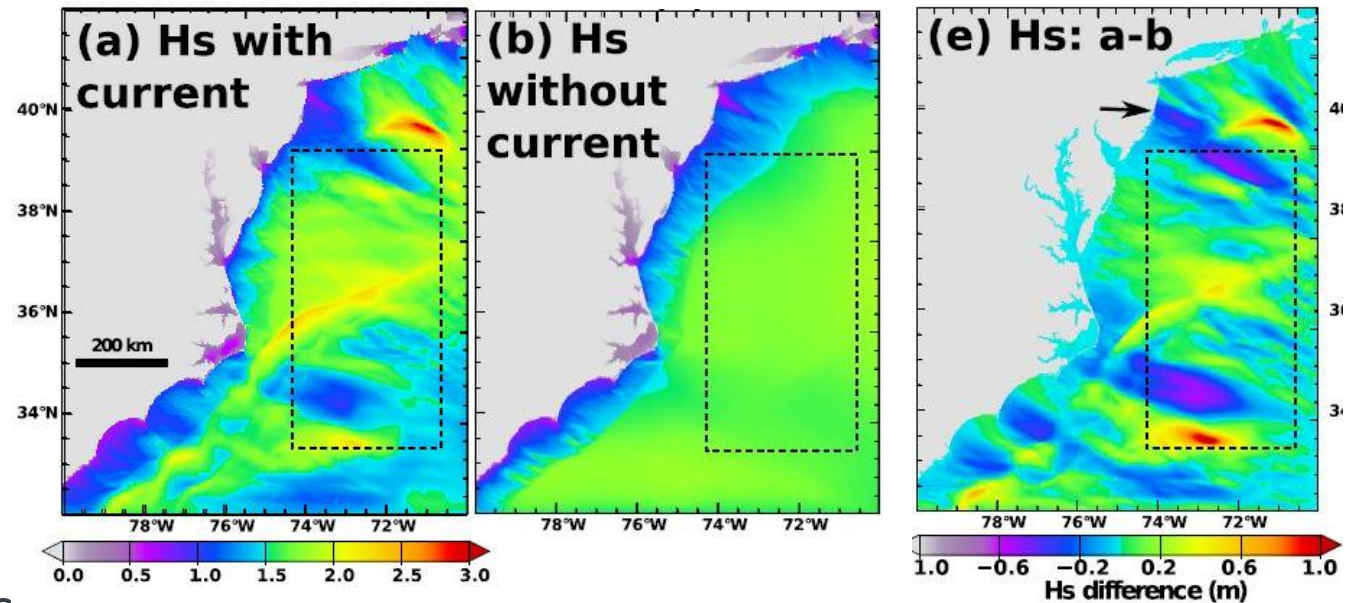 (a) Hs with
current
(b) Hs
without
current
(e) Hs: a-b
40°N
38°N
36°N
34°N
200 km
78°W 76°W 74°W 72°W
78°W 76°W 74°W 72°W
78°W 76°W 74°W 72°W
0.0 0.5 1.0 1.5 2.0 2.5 3.0
1.0 −0.6 −0.2 0.2 0.6 1.0
Hs difference (m)